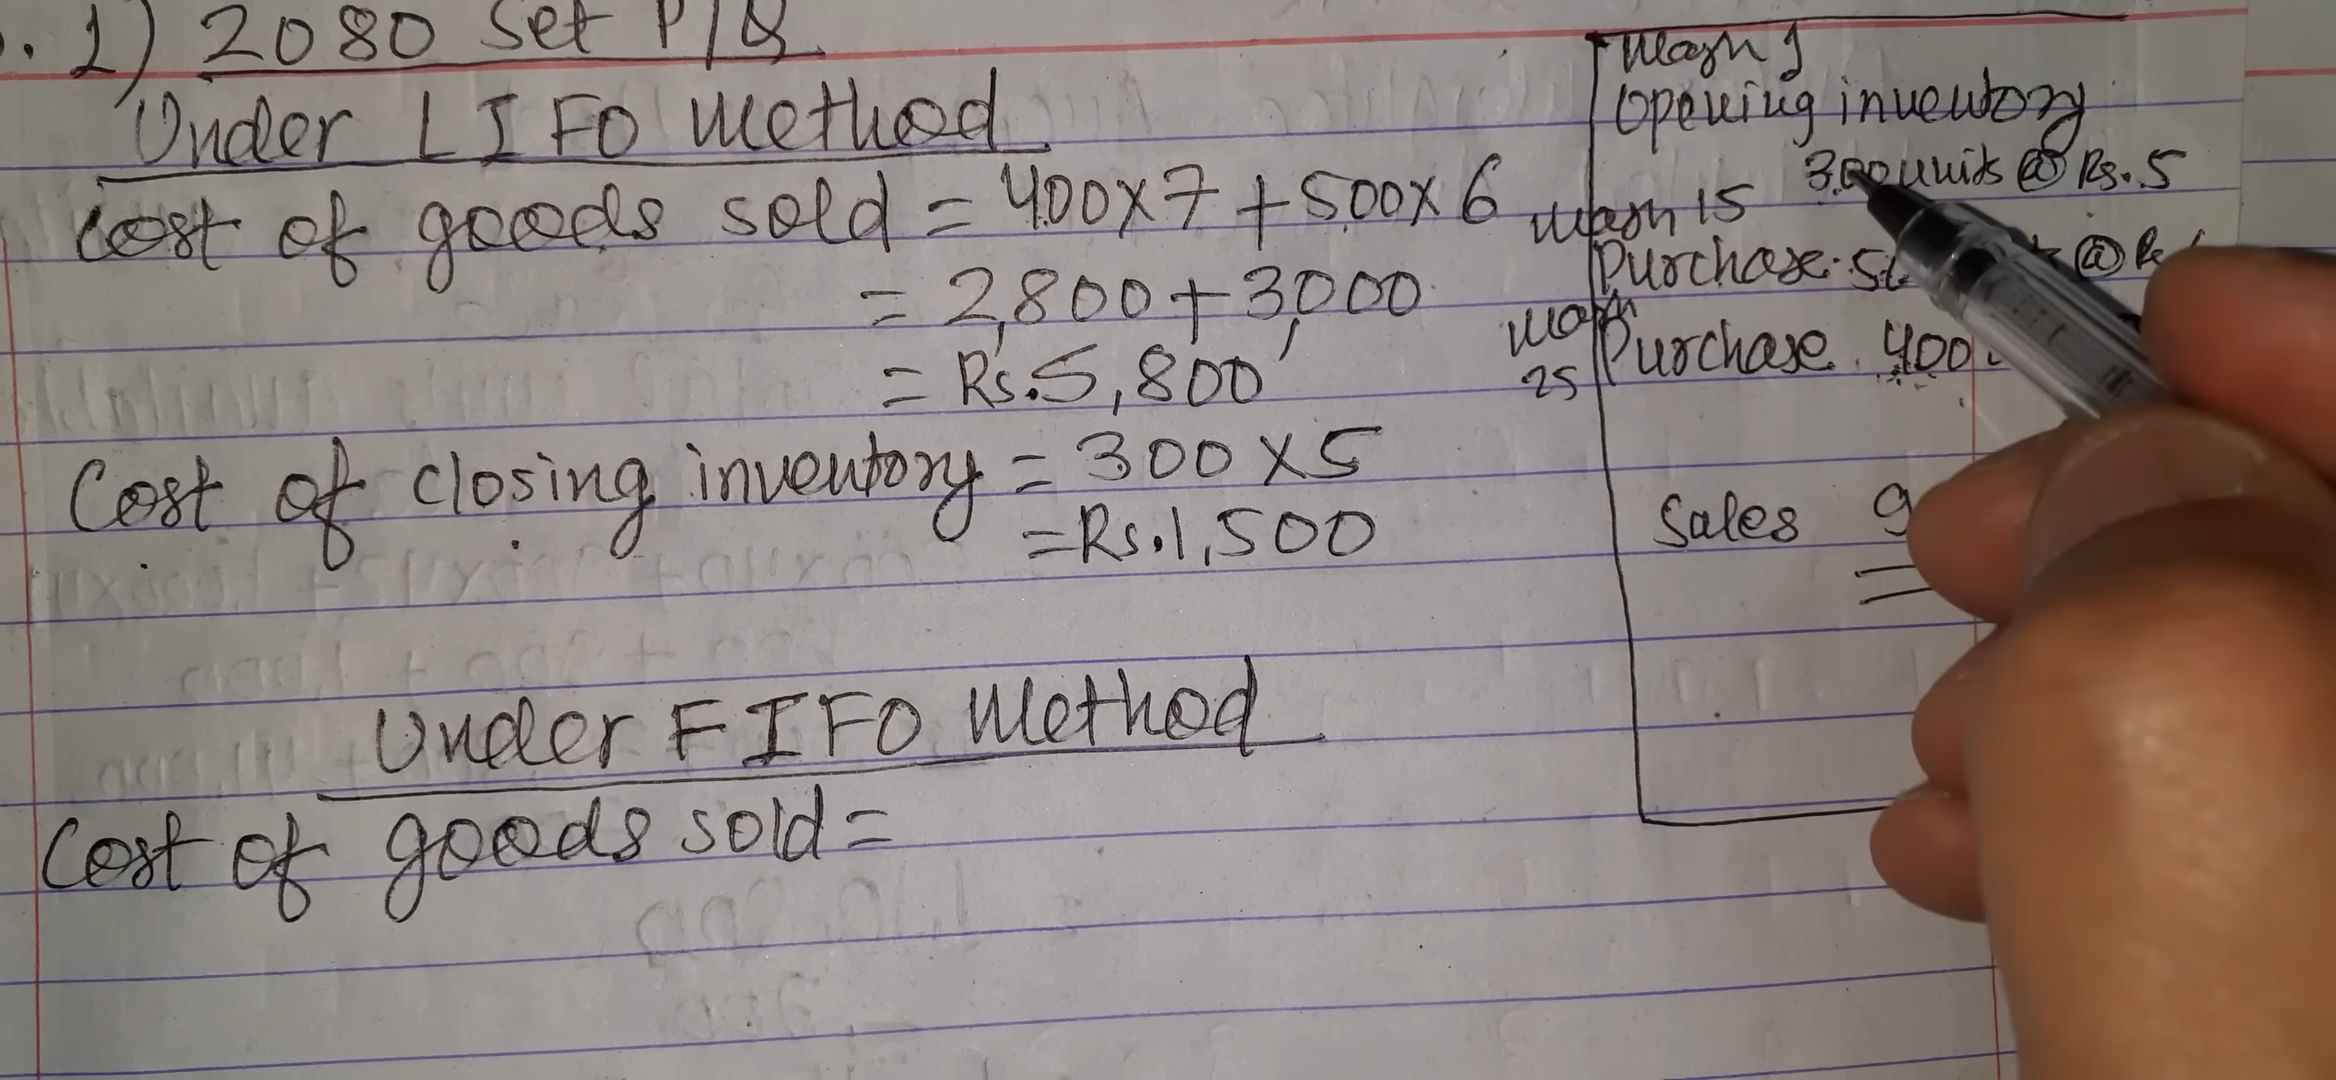 . 1) 2080 Set P/Q
Under LIFO Method
Cost of goods sold = 400×7 + 500×6
= 2,800 + 3,000
= Rs. 5,800
Cost of closing inventory = 300 × 5
= Rs. 1,500
Under FIFO Method
Cost of goods sold =
Opening inventory
300 units @ Rs. 5
15
Purchase. @
25 Purchase. 400
Sales 9